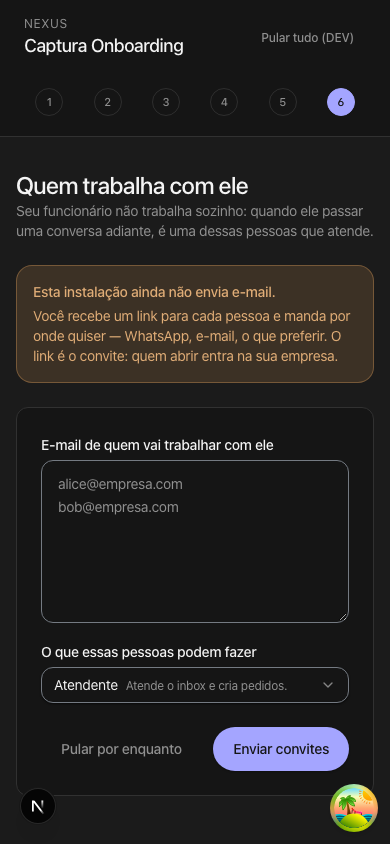 NEXUS
Captura Onboarding
Pular tudo (DEV)
1 2 3 4 5 6
Quem trabalha com ele
Seu funcionário não trabalha sozinho: quando ele passar
uma conversa adiante, é uma dessas pessoas que atende.
Esta instalação ainda não envia e-mail.
Você recebe um link para cada pessoa e manda por
onde quiser — WhatsApp, e-mail, o que preferir. O
link é o convite: quem abrir entra na sua empresa.
E-mail de quem vai trabalhar com ele
alice@empresa.com
bob@empresa.com
O que essas pessoas podem fazer
Atendente Atende o inbox e cria pedidos.
Pular por enquanto
Enviar convites
N